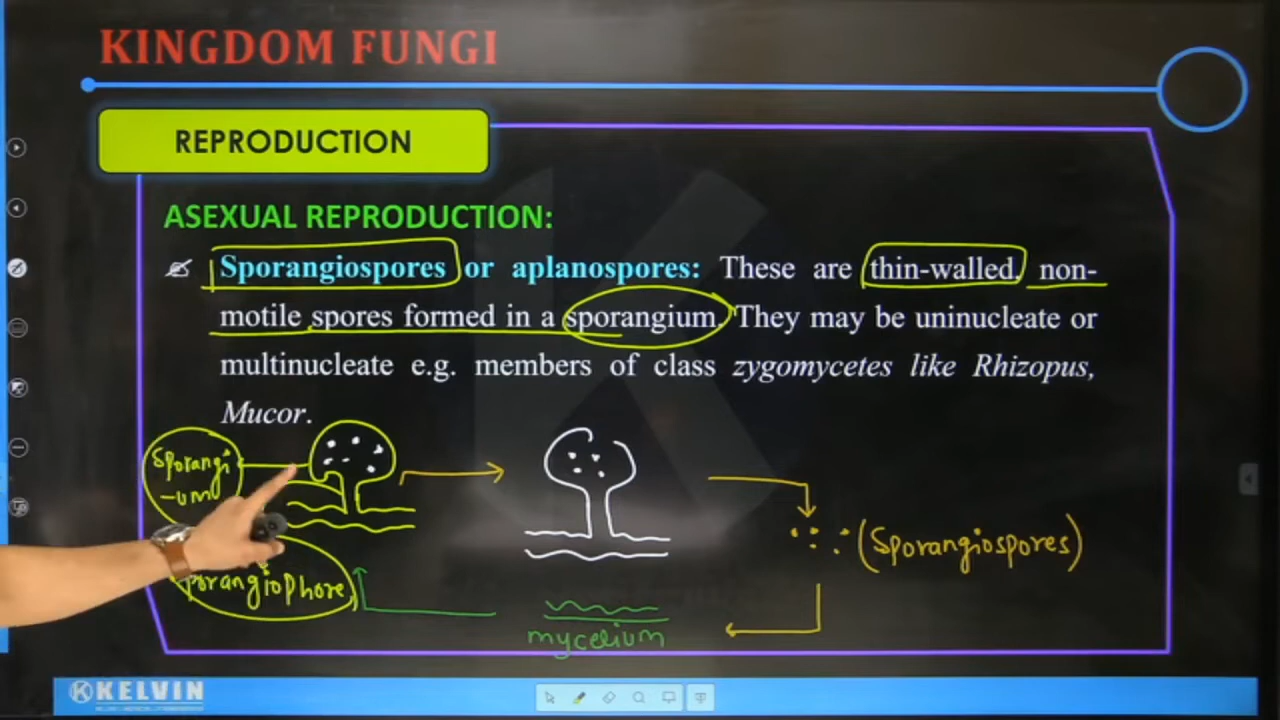 KINGDOM FUNGI
REPRODUCTION
ASEXUAL REPRODUCTION:
Sporangiospores or aplanospores: These are thin-walled, non-
motile spores formed in a sporangium. They may be uninucleate or
multinucleate e.g. members of class zygomycetes like Rhizopus,
Mucor.
Sporangi
-um
porangiophore
(Sporangiospores)
mycelium
KELVIN